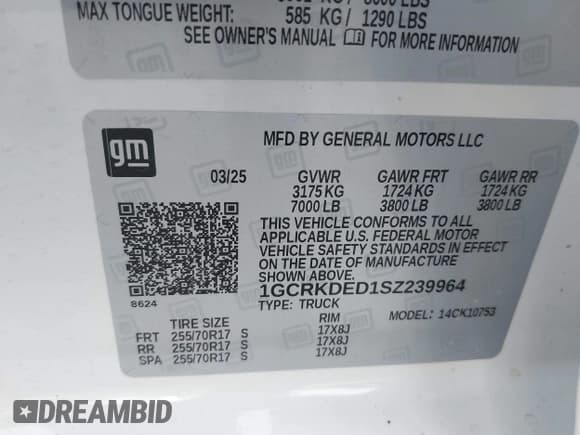 MAX TONGUE WEIGHT: 585 KG / 1290 LBS
SEE OWNER'S MANUAL FOR MORE INFORMATION
gm
MFD BY GENERAL MOTORS LLC
03/25 GVWR GAWR FRT GAWR RR
3175 KG 1724 KG 1724 KG
7000 LB 3800 LB 3800 LB
THIS VEHICLE CONFORMS TO ALL
APPLICABLE U.S. FEDERAL MOTOR
VEHICLE SAFETY STANDARDS IN EFFECT
ON THE DATE OF MANUFACTURE
SHOWN ABOVE.
1GCRKDED1SZ239964
8624
TYPE: TRUCK MODEL: 14CK10753
TIRE SIZE RIM
FRT 255/70R17 S 17X8J
RR 255/70R17 S 17X8J
SPA 255/70R17 S 17X8J
DREAMBID